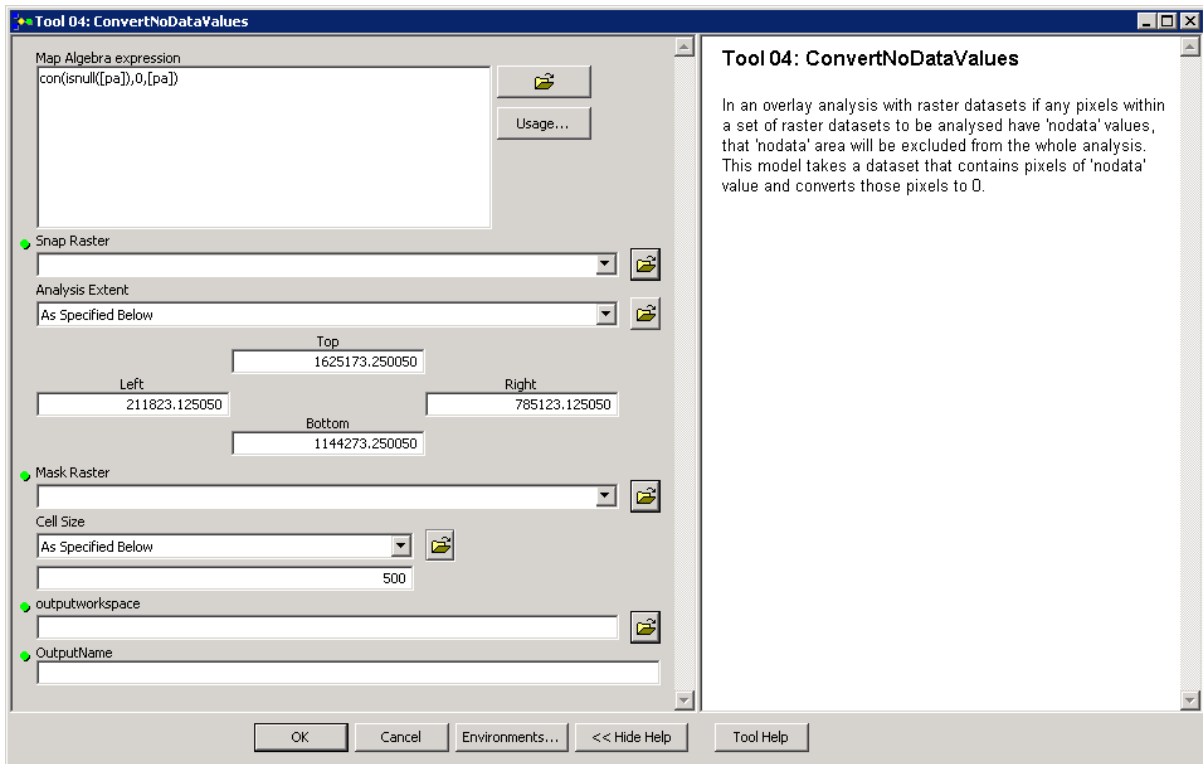 Tool 04: ConvertNoDataValues
Map Algebra expression
con(isnull([pa]),0,[pa])
Usage...
Snap Raster
Analysis Extent
As Specified Below
Top
1625173.250050
Left
Right
211823.125050
785123.125050
Bottom
1144273.250050
Mask Raster
Cell Size
As Specified Below
500
outputworkspace
OutputName
Tool 04: ConvertNoDataValues
In an overlay analysis with raster datasets if any pixels within
a set of raster datasets to be analysed have 'nodata' values,
that 'nodata' area will be excluded from the whole analysis.
This model takes a dataset that contains pixels of 'nodata'
value and converts those pixels to 0.
OK
Cancel
Environments...
<< Hide Help
Tool Help